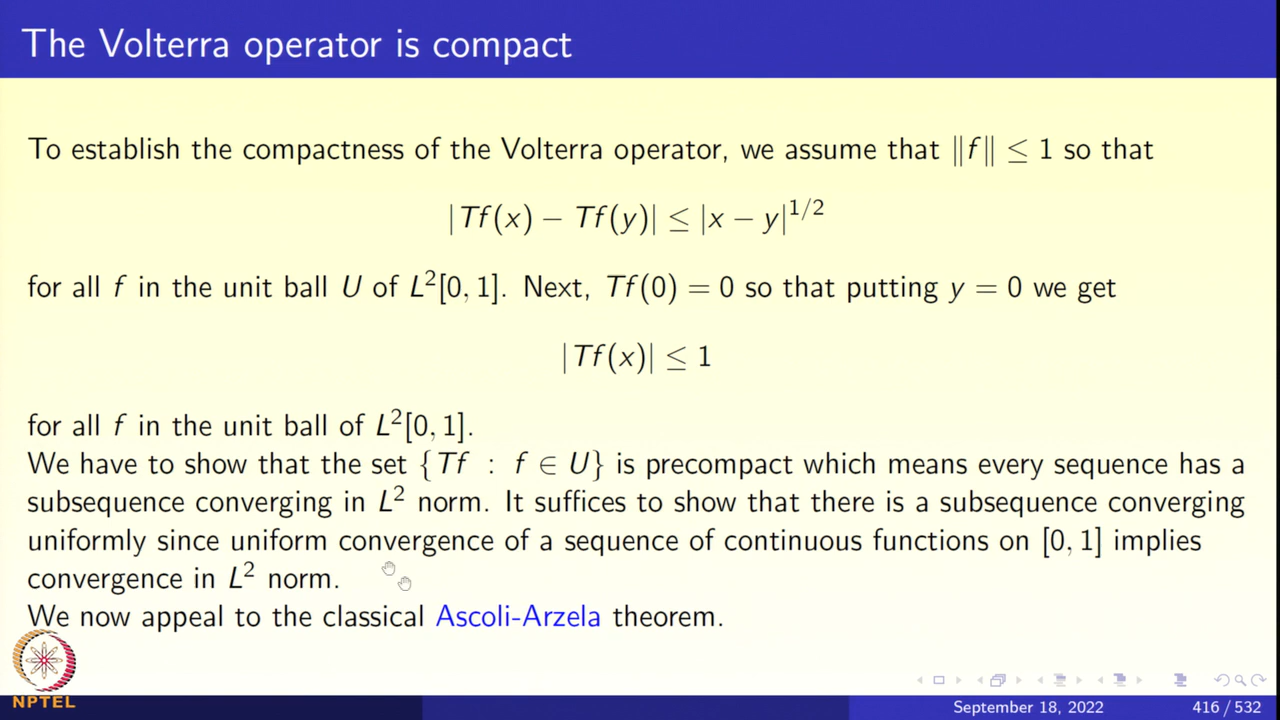 The Volterra operator is compact
To establish the compactness of the Volterra operator, we assume that ‖f‖ ≤ 1 so that
|Tf(x) − Tf(y)| ≤ |x − y|^{1/2}
for all f in the unit ball U of L²[0, 1]. Next, Tf(0) = 0 so that putting y = 0 we get
|Tf(x)| ≤ 1
for all f in the unit ball of L²[0, 1].
We have to show that the set {Tf : f ∈ U} is precompact which means every sequence has a
subsequence converging in L² norm. It suffices to show that there is a subsequence converging
uniformly since uniform convergence of a sequence of continuous functions on [0, 1] implies
convergence in L² norm.
We now appeal to the classical Ascoli-Arzela theorem.
NPTEL
September 18, 2022 416 / 532